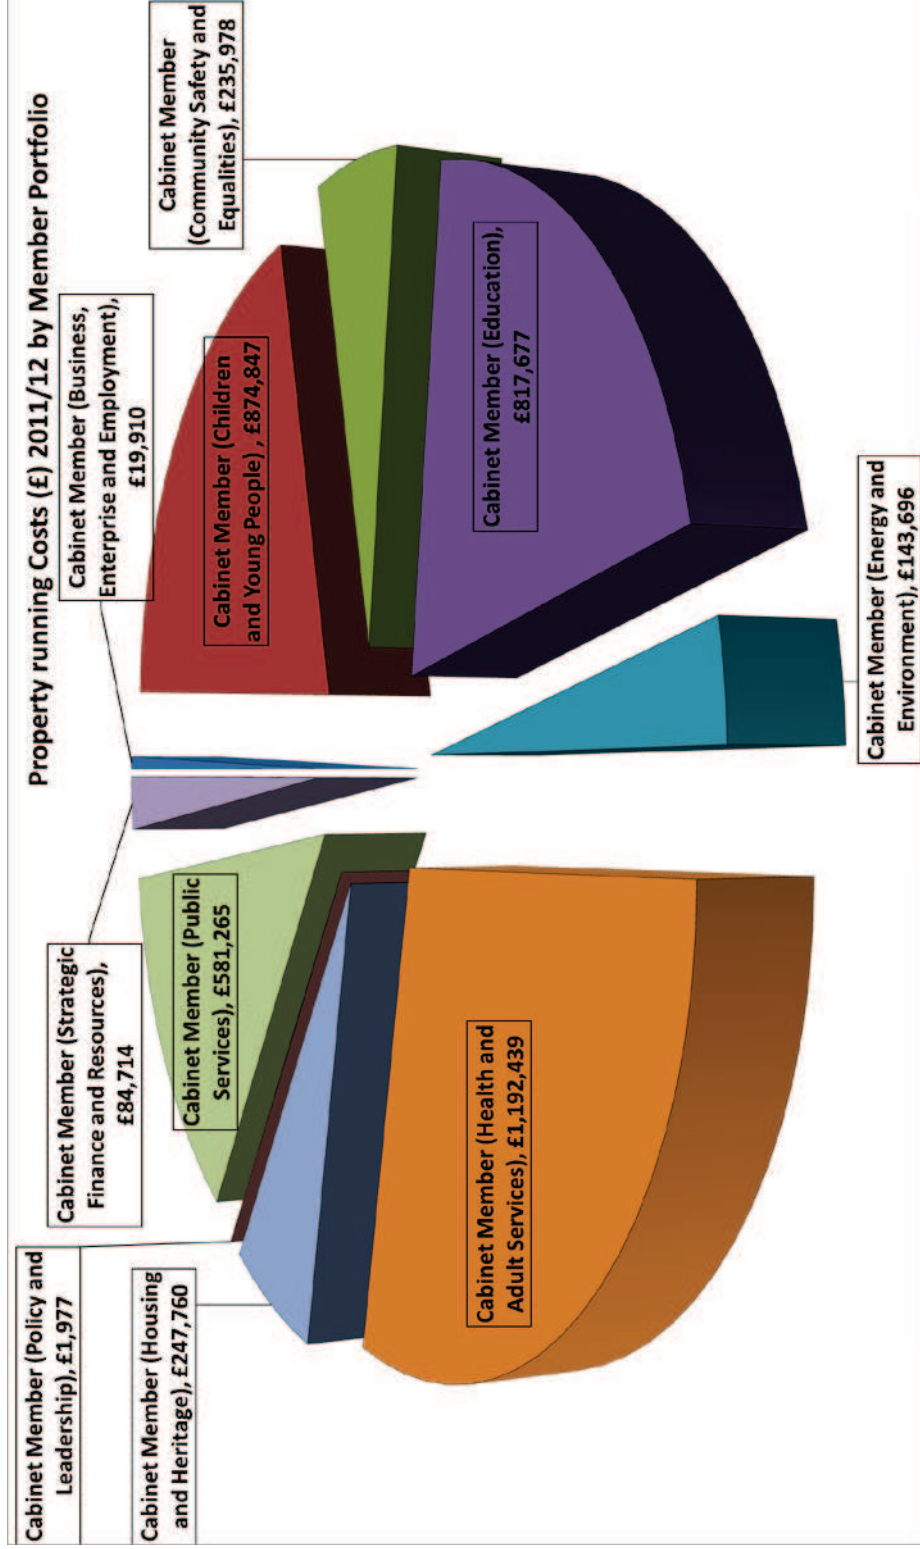 Property running Costs (£) 2011/12 by Member Portfolio
Cabinet Member (Business,
Enterprise and Employment),
£19,910
Cabinet Member (Children
and Young People) , £874,847
Cabinet Member
(Community Safety and
Equalities), £235,978
Cabinet Member (Education),
£817,677
Cabinet Member (Energy and
Environment), £143,696
Cabinet Member (Health and
Adult Services), £1,192,439
Cabinet Member (Housing
and Heritage), £247,760
Cabinet Member (Policy and
Leadership), £1,977
Cabinet Member (Public
Services), £581,265
Cabinet Member (Strategic
Finance and Resources),
£84,714